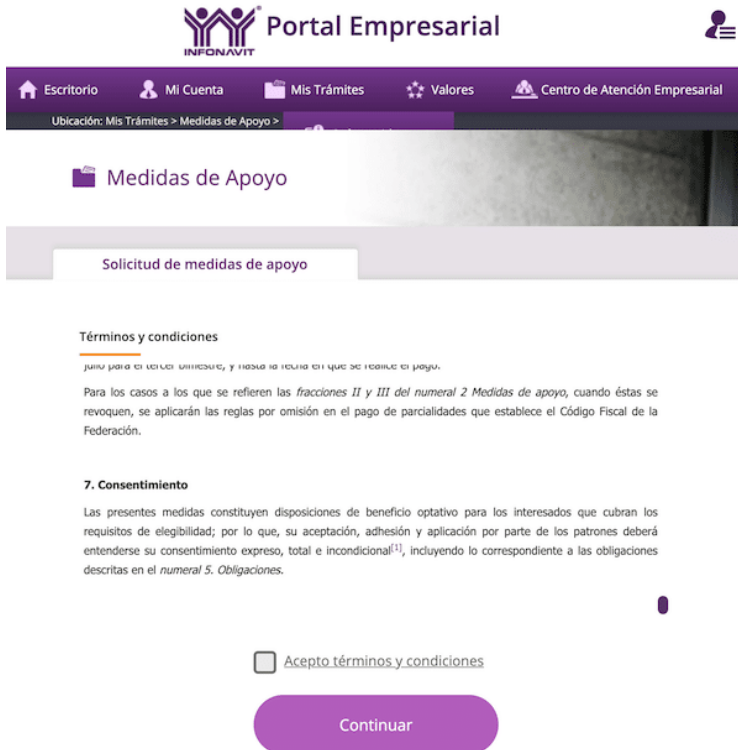 INFONAVIT
Portal Empresarial
Escritorio
Mi Cuenta
Mis Trámites
Valores
Centro de Atención Empresarial
Ubicación: Mis Trámites > Medidas de Apoyo >
Medidas de Apoyo
Solicitud de medidas de apoyo
Términos y condiciones
julio para el tercer bimestre, y hasta la fecha en que se realice el pago.
Para los casos a los que se refieren las fracciones II y III del numeral 2 Medidas de apoyo, cuando éstas se
revoquen, se aplicarán las reglas por omisión en el pago de parcialidades que establece el Código Fiscal de la
Federación.
7. Consentimiento
Las presentes medidas constituyen disposiciones de beneficio optativo para los interesados que cubran los
requisitos de elegibilidad; por lo que, su aceptación, adhesión y aplicación por parte de los patrones deberá
entenderse su consentimiento expreso, total e incondicional[1], incluyendo lo correspondiente a las obligaciones
descritas en el numeral 5. Obligaciones.
Acepto términos y condiciones
Continuar